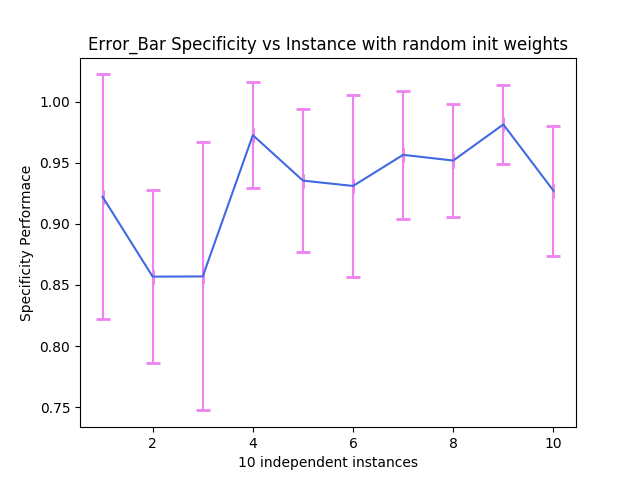 Error_Bar Specificity vs Instance with random init weights
Specificity Performace
1.00
0.95
0.90
0.85
0.80
0.75
2 4 6 8 10
10 independent instances